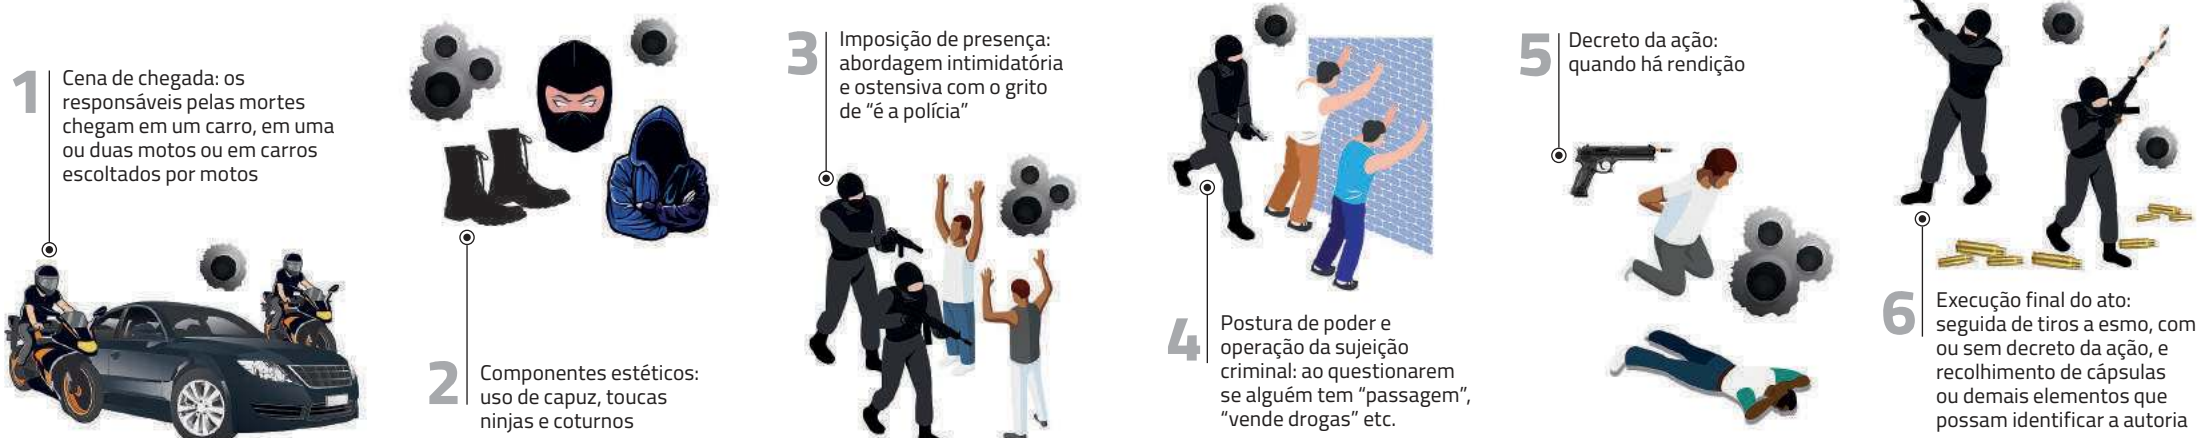 1
Cena de chegada: os
responsáveis pelas mortes
chegam em um carro, em uma
ou duas motos ou em carros
escoltados por motos
2
Componentes estéticos:
uso de capuz, toucas
ninjas e coturnos
3
Imposição de presença:
abordagem intimidatória
e ostensiva com o grito
de “é a polícia”
4
Postura de poder e
operação da sujeição
criminal: ao questionarem
se alguém tem “passagem”,
“vende drogas” etc.
5
Decreto da ação:
quando há rendição
6
Execução final do ato:
seguida de tiros a esmo, com
ou sem decreto da ação, e
recolhimento de cápsulas
ou demais elementos que
possam identificar a autoria